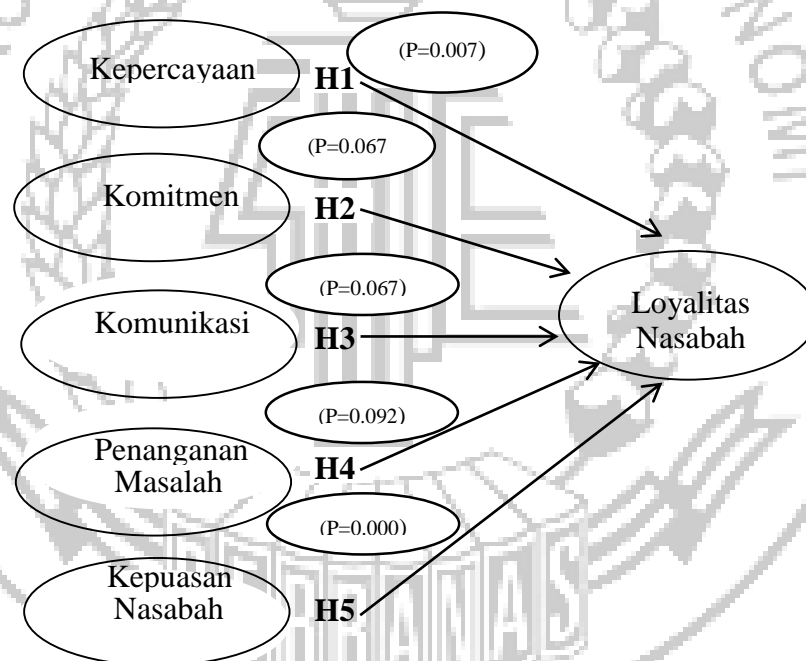 Kepercayaan
H1
(P=0.007)
Komitmen
H2
(P=0.067
Komunikasi
H3
(P=0.067)
Penanganan
Masalah
H4
(P=0.092)
Kepuasan
Nasabah
H5
(P=0.000)
Loyalitas
Nasabah